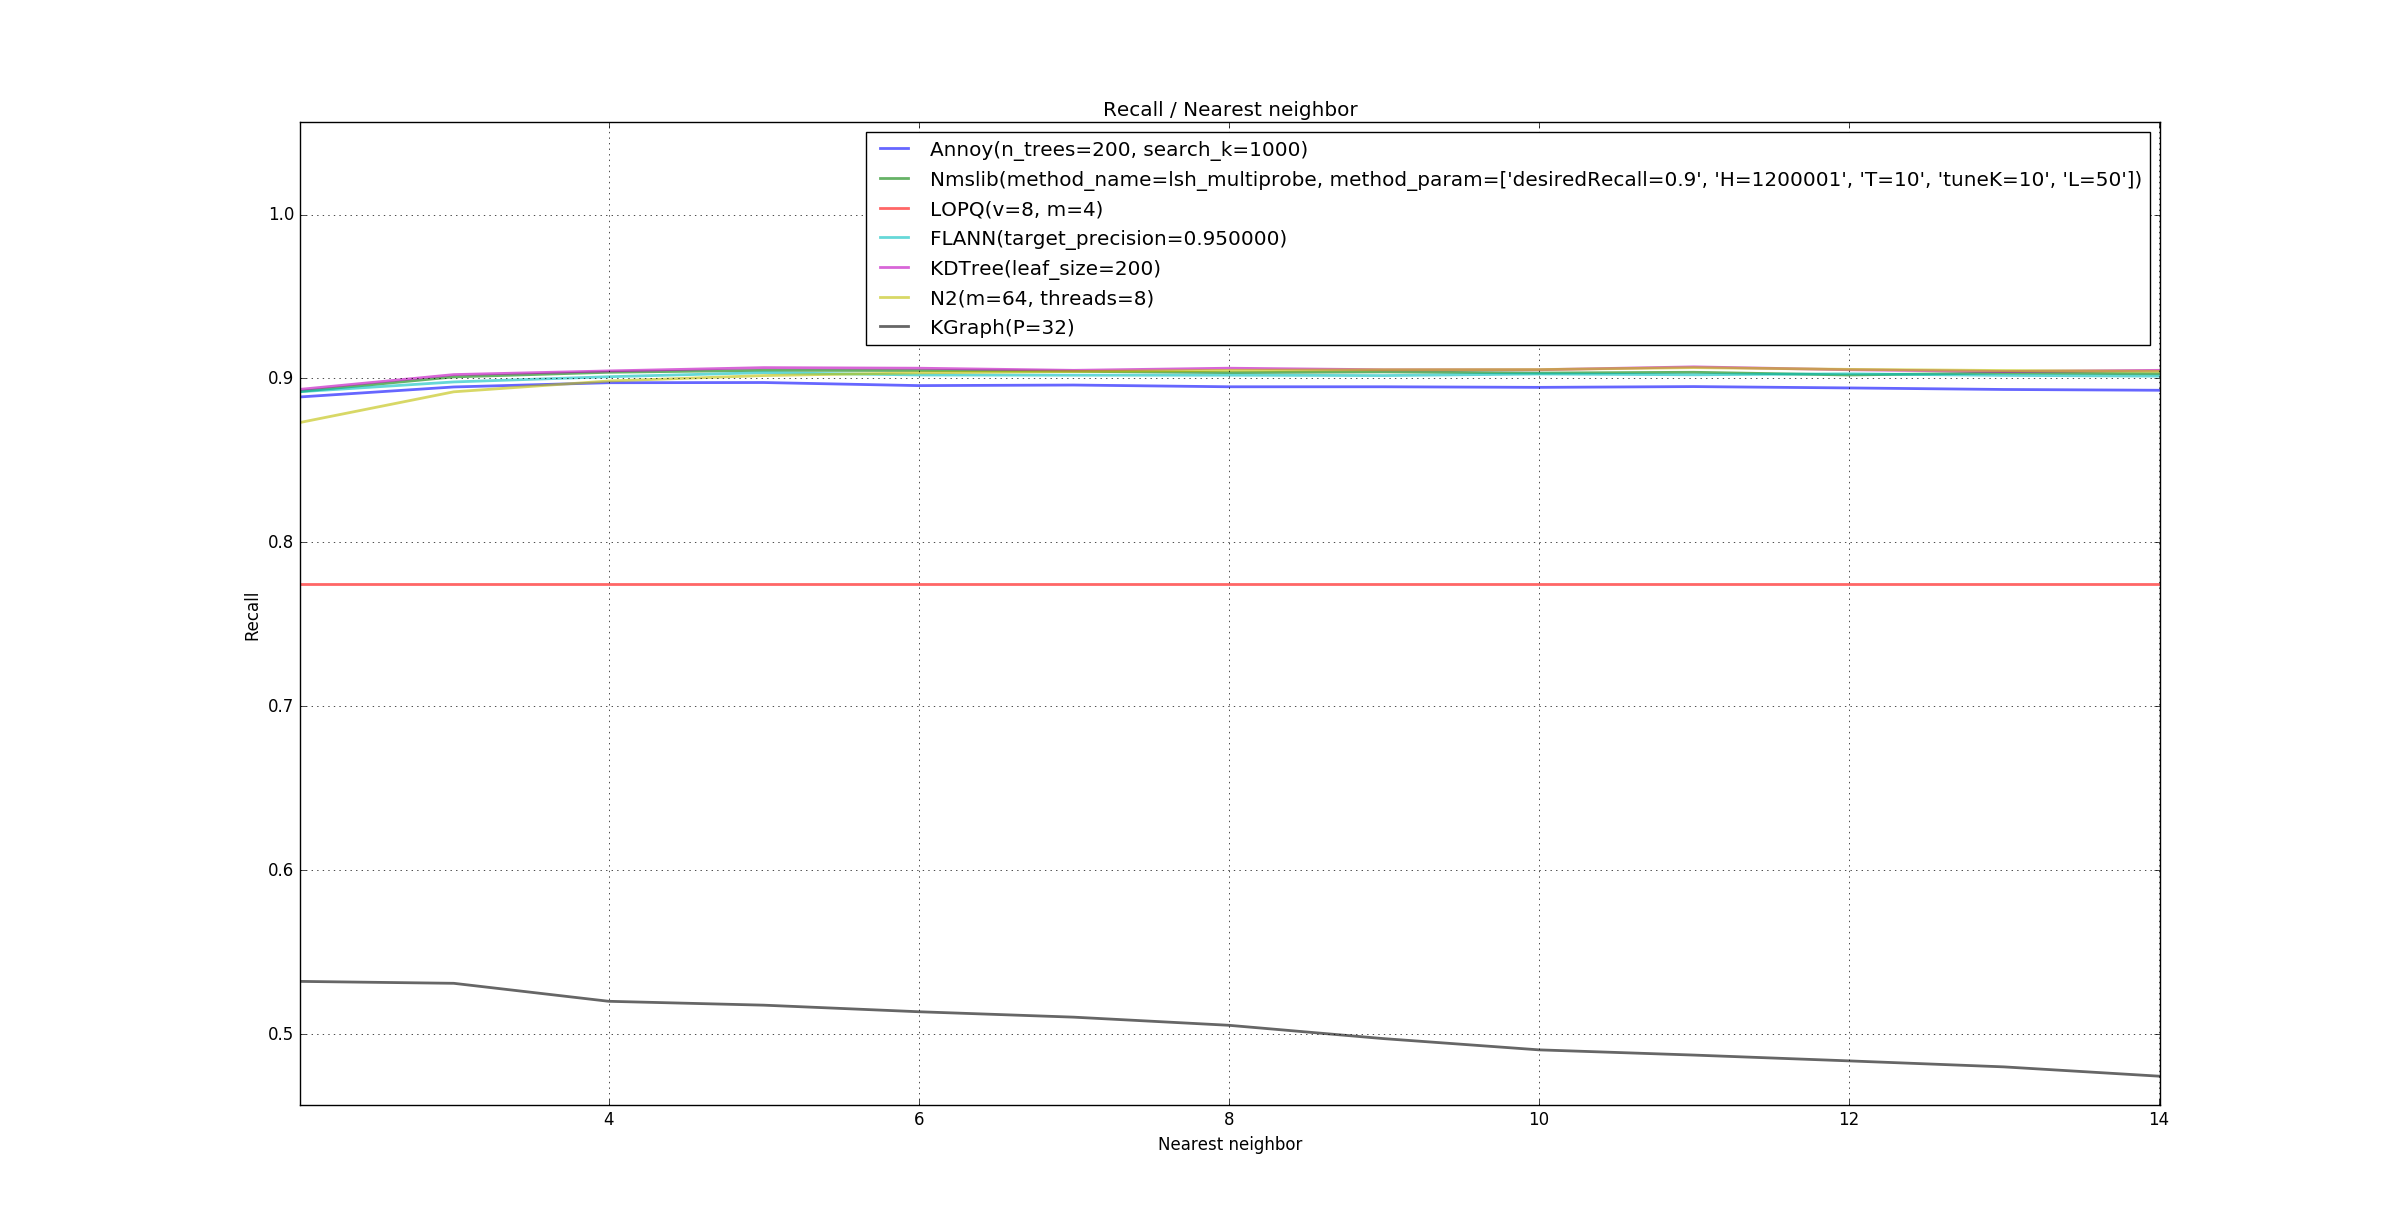 Recall / Nearest neighbor
Annoy(n_trees=200, search_k=1000)
Nmslib(method_name=lsh_multiprobe, method_param=['desiredRecall=0.9', 'H=1200001', 'T=10', 'tuneK=10', 'L=50'])
LOPQ(v=8, m=4)
FLANN(target_precision=0.950000)
KDTree(leaf_size=200)
N2(m=64, threads=8)
KGraph(P=32)
1.0
0.9
0.8
0.7
0.6
0.5
Recall
4 6 8 10 12 14
Nearest neighbor